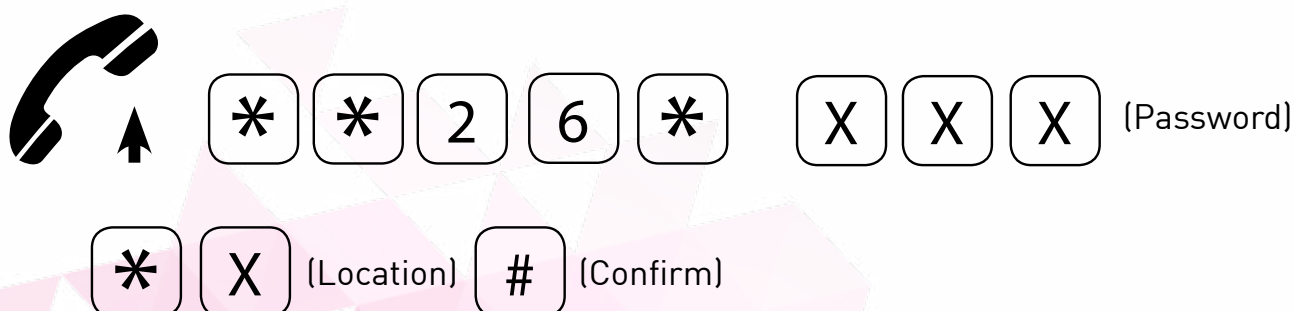 * * 2 6 * X X X (Password)
* X (Location) # (Confirm)